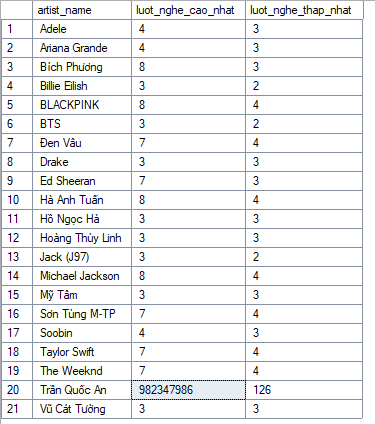 artist_name luot_nghe_cao_nhat luot_nghe_thap_nhat
1 Adele 4 3
2 Ariana Grande 4 3
3 Bích Phương 8 3
4 Billie Eilish 3 2
5 BLACKPINK 8 4
6 BTS 3 2
7 Đen Vâu 7 4
8 Drake 3 3
9 Ed Sheeran 7 3
10 Hà Anh Tuấn 8 4
11 Hồ Ngọc Hà 3 3
12 Hoàng Thùy Linh 3 3
13 Jack (J97) 3 2
14 Michael Jackson 8 4
15 Mỹ Tâm 3 3
16 Sơn Tùng M-TP 7 4
17 Soobin 4 3
18 Taylor Swift 7 4
19 The Weeknd 7 4
20 Trần Quốc An 982347986 126
21 Vũ Cát Tường 3 3